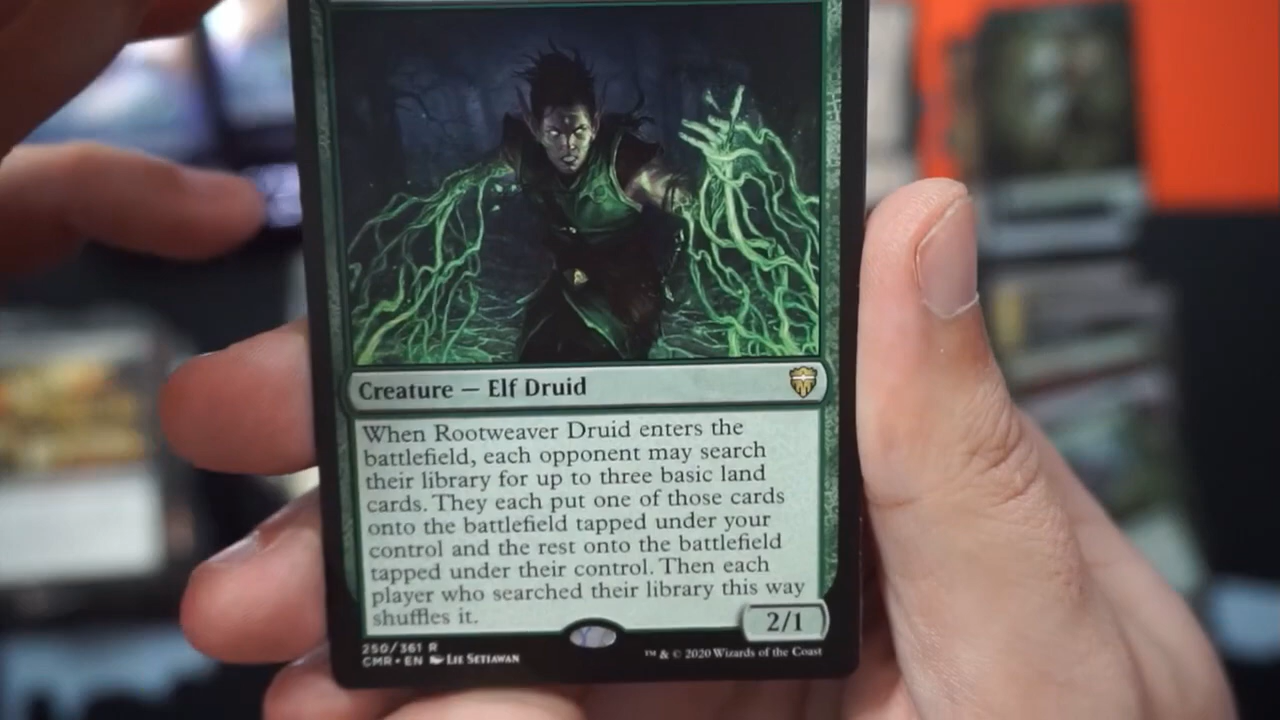 Creature — Elf Druid
When Rootweaver Druid enters the
battlefield, each opponent may search
their library for up to three basic land
cards. They each put one of those cards
onto the battlefield tapped under your
control and the rest onto the battlefield
tapped under their control. Then each
player who searched their library this way
shuffles it.
2/1
250/361 R
CMR • EN Lie Setiawan
™ & © 2020 Wizards of the Coast